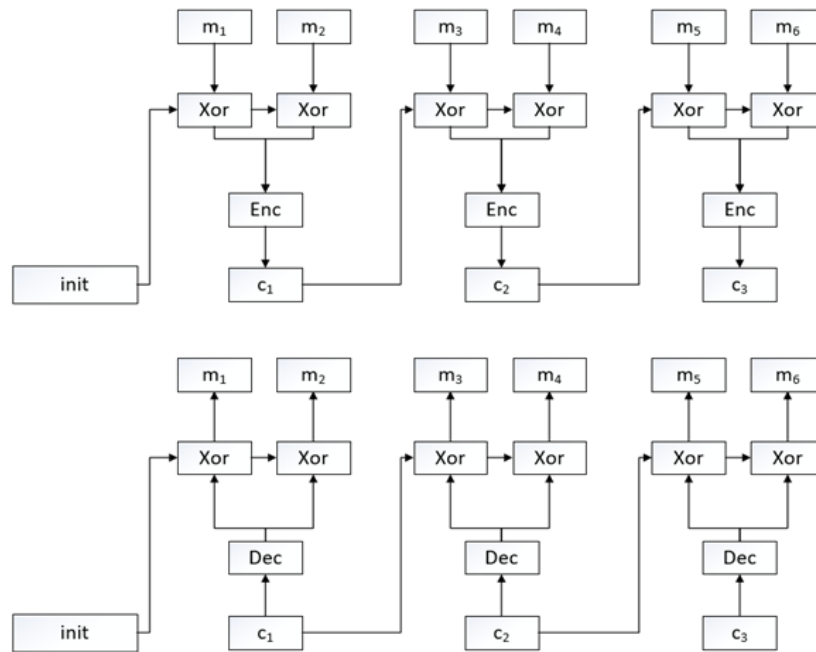 m₁ m₂ m₃ m₄ m₅ m₆
Xor Xor Xor Xor Xor Xor
Enc Enc Enc
init c₁ c₂ c₃
m₁ m₂ m₃ m₄ m₅ m₆
Xor Xor Xor Xor Xor Xor
Dec Dec Dec
init c₁ c₂ c₃